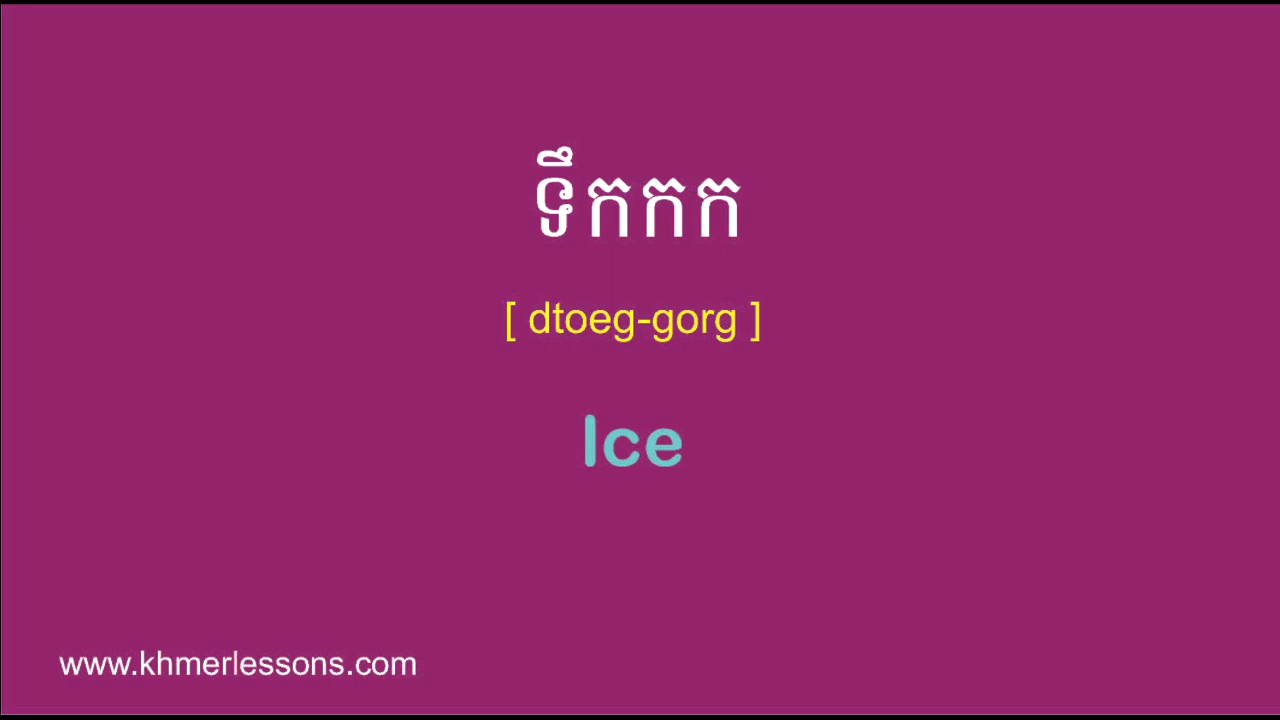 ទឹកកក
[ dtoeg-gorg ]
Ice
www.khmerlessons.com